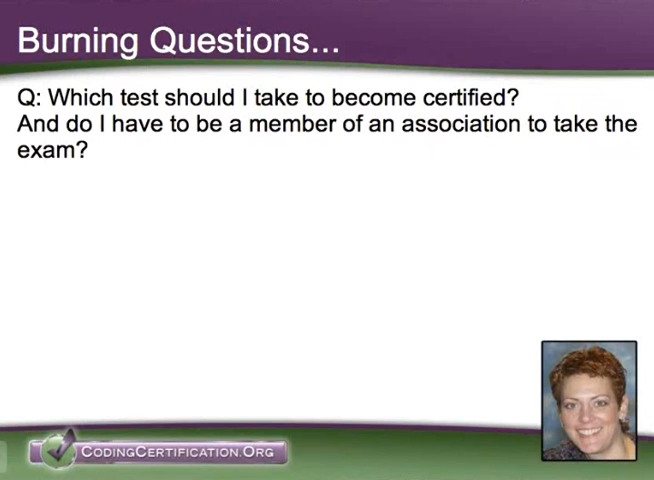 Burning Questions...
Q: Which test should I take to become certified?
And do I have to be a member of an association to take the
exam?
CodingCertification.Org